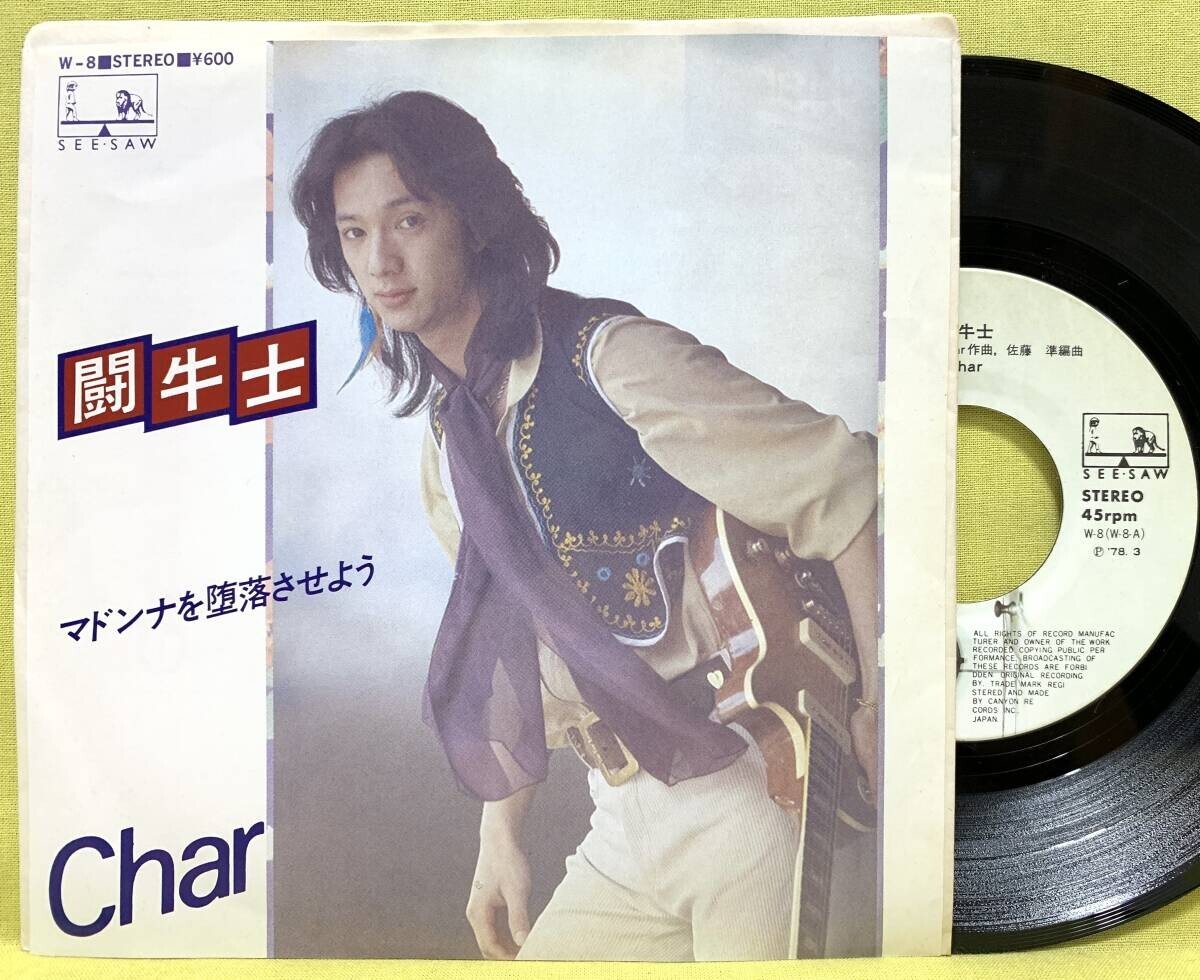 W-8■STEREO■¥600
SEE・SAW
闘牛士
マドンナを堕落させよう
Char
牛士
作曲, 佐藤 準編曲
har
SEE・SAW
STEREO
45rpm
W-8(W-8-A)
Ⓟ '78. 3
ALL RIGHTS OF RECORD MANUFAC
TURER AND OWNER OF THE WORK
RECORDED COPYING PUBLIC PER
FORMANCE, BROADCASTING OF
THESE RECORDS ARE FORBI
DDEN ORIGINAL RECORDING
BY. TRADE MARK REGI
STERED AND MADE
BY CANYON RE
CORDS INC.,
JAPAN.